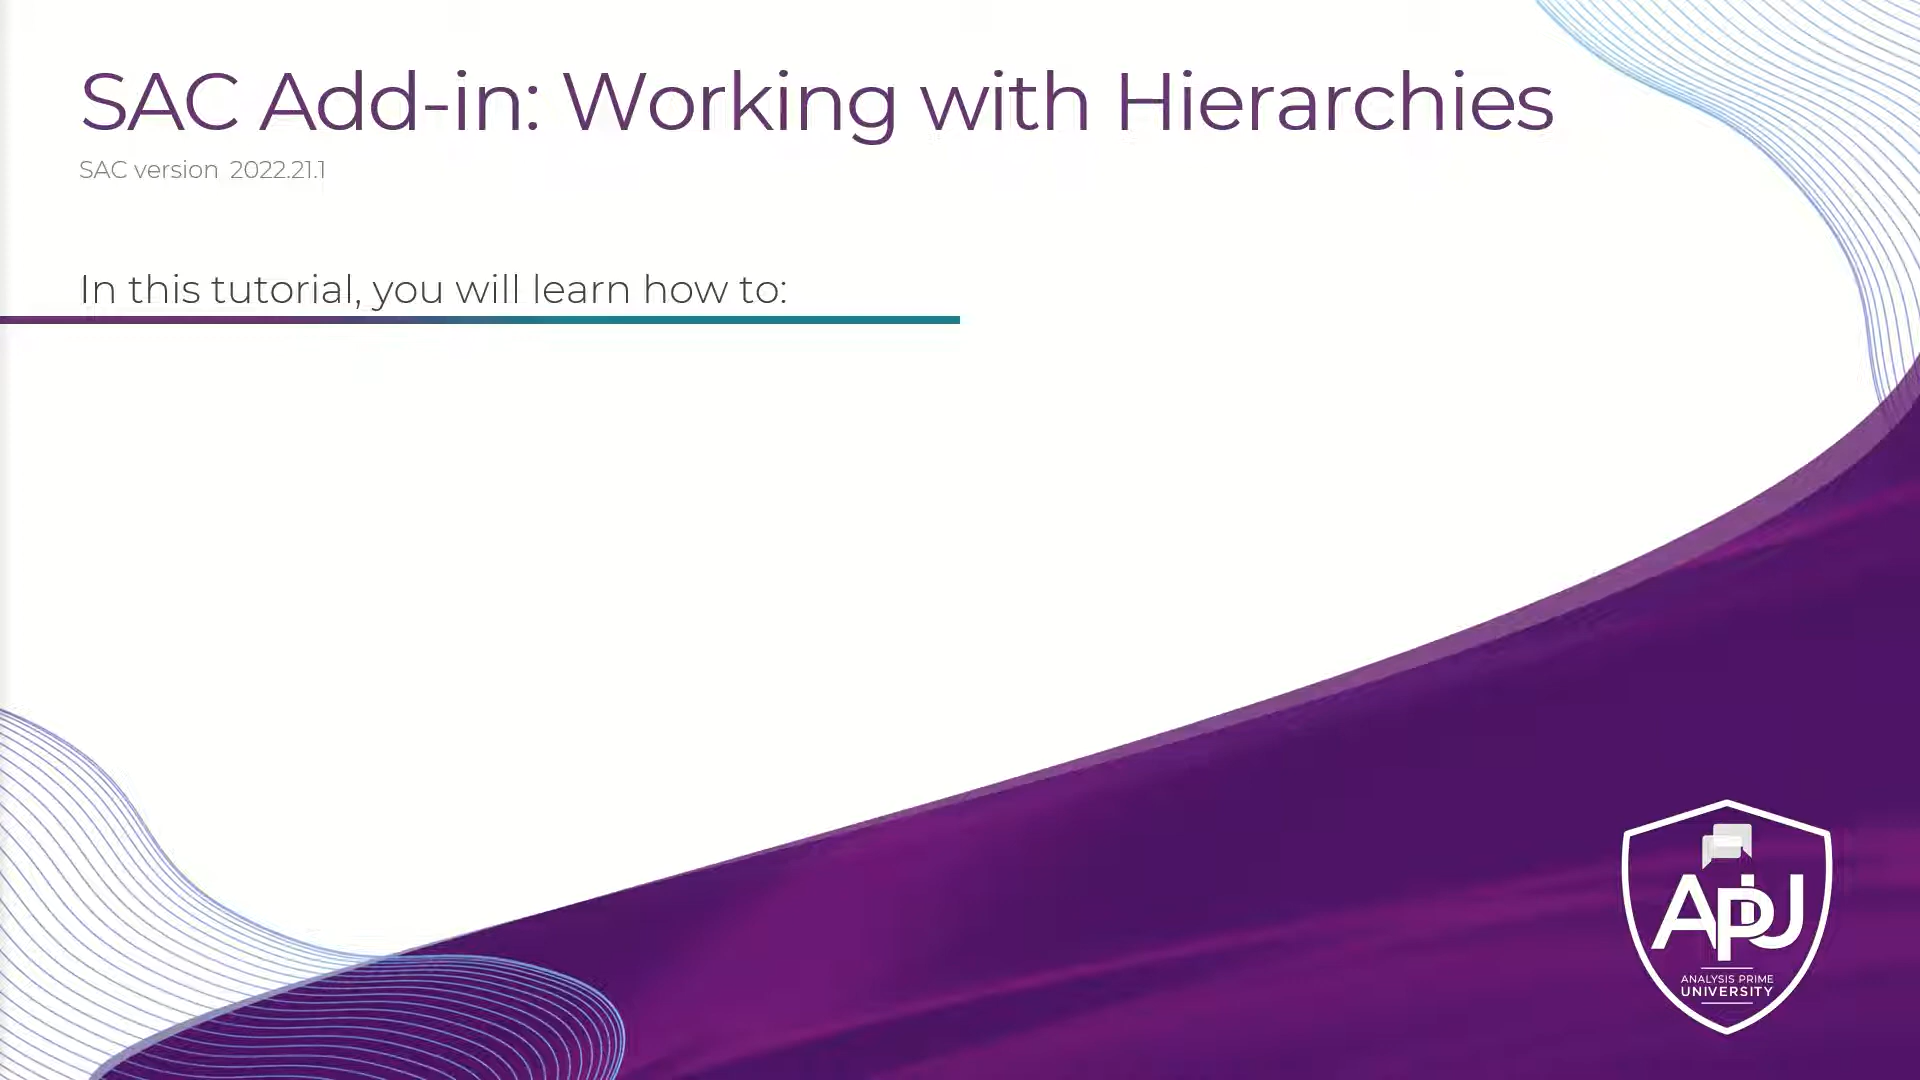 SAC Add-in: Working with Hierarchies
SAC version 2022.21.1
In this tutorial, you will learn how to:
APU
ANALYSIS PRIME
UNIVERSITY